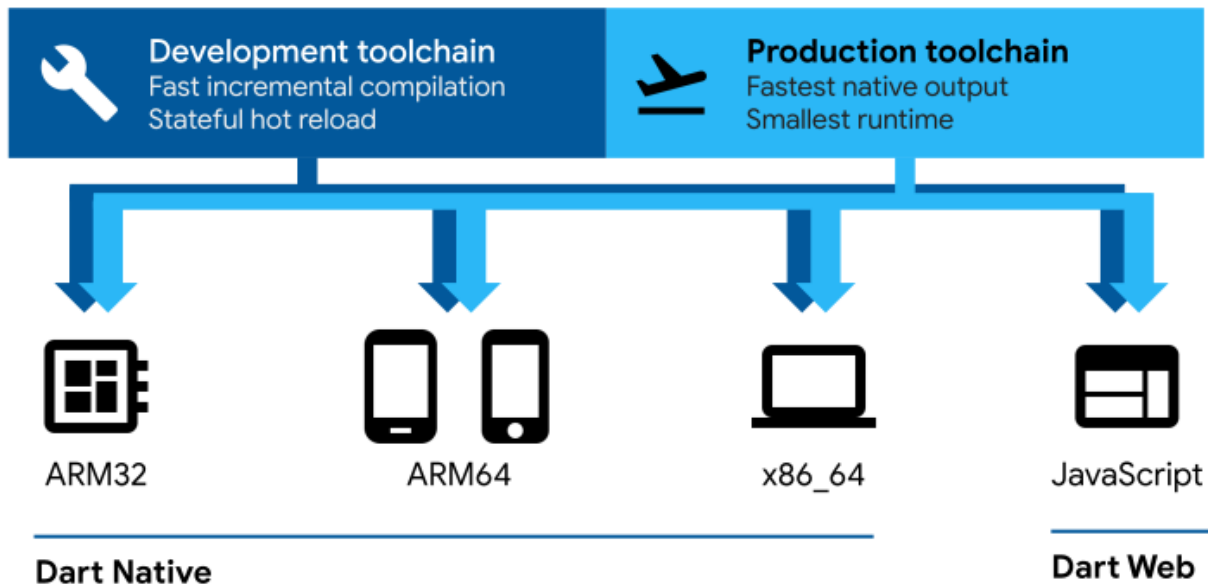 Development toolchain
Fast incremental compilation
Stateful hot reload
Production toolchain
Fastest native output
Smallest runtime
ARM32
ARM64
x86_64
JavaScript
Dart Native
Dart Web